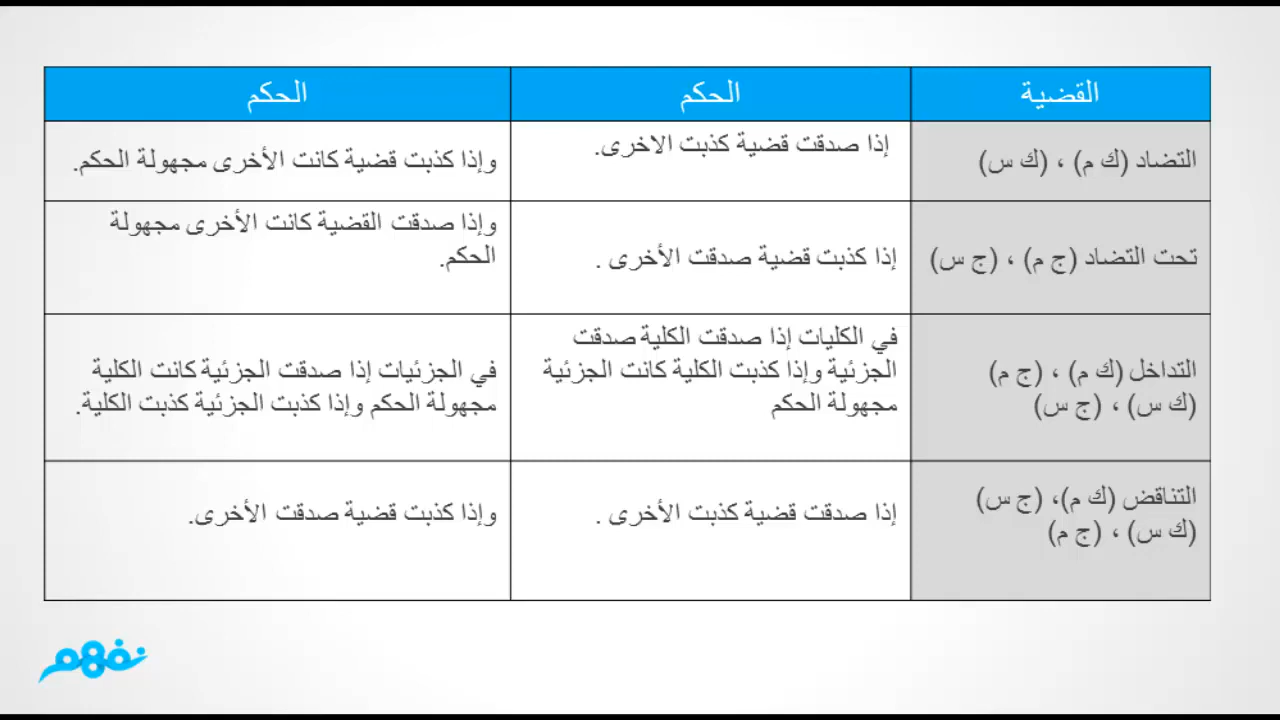 القضية
الحكم
الحكم
التضاد (ك م) ، (ك س)
إذا صدقت قضية كذبت الاخرى.
وإذا كذبت قضية كانت الأخرى مجهولة الحكم.
تحت التضاد (ج م) ، (ج س)
إذا كذبت قضية صدقت الأخرى .
وإذا صدقت القضية كانت الأخرى مجهولة
الحكم.
التداخل (ك م) ، (ج م)
(ك س) ، (ج س)
في الكليات إذا صدقت الكلية صدقت
الجزئية وإذا كذبت الكلية كانت الجزئية
مجهولة الحكم
في الجزئيات إذا صدقت الجزئية كانت الكلية
مجهولة الحكم وإذا كذبت الجزئية كذبت الكلية.
التناقض (ك م)، (ج س)
(ك س) ، (ج م)
إذا صدقت قضية كذبت الأخرى .
وإذا كذبت قضية صدقت الأخرى.
نفهم